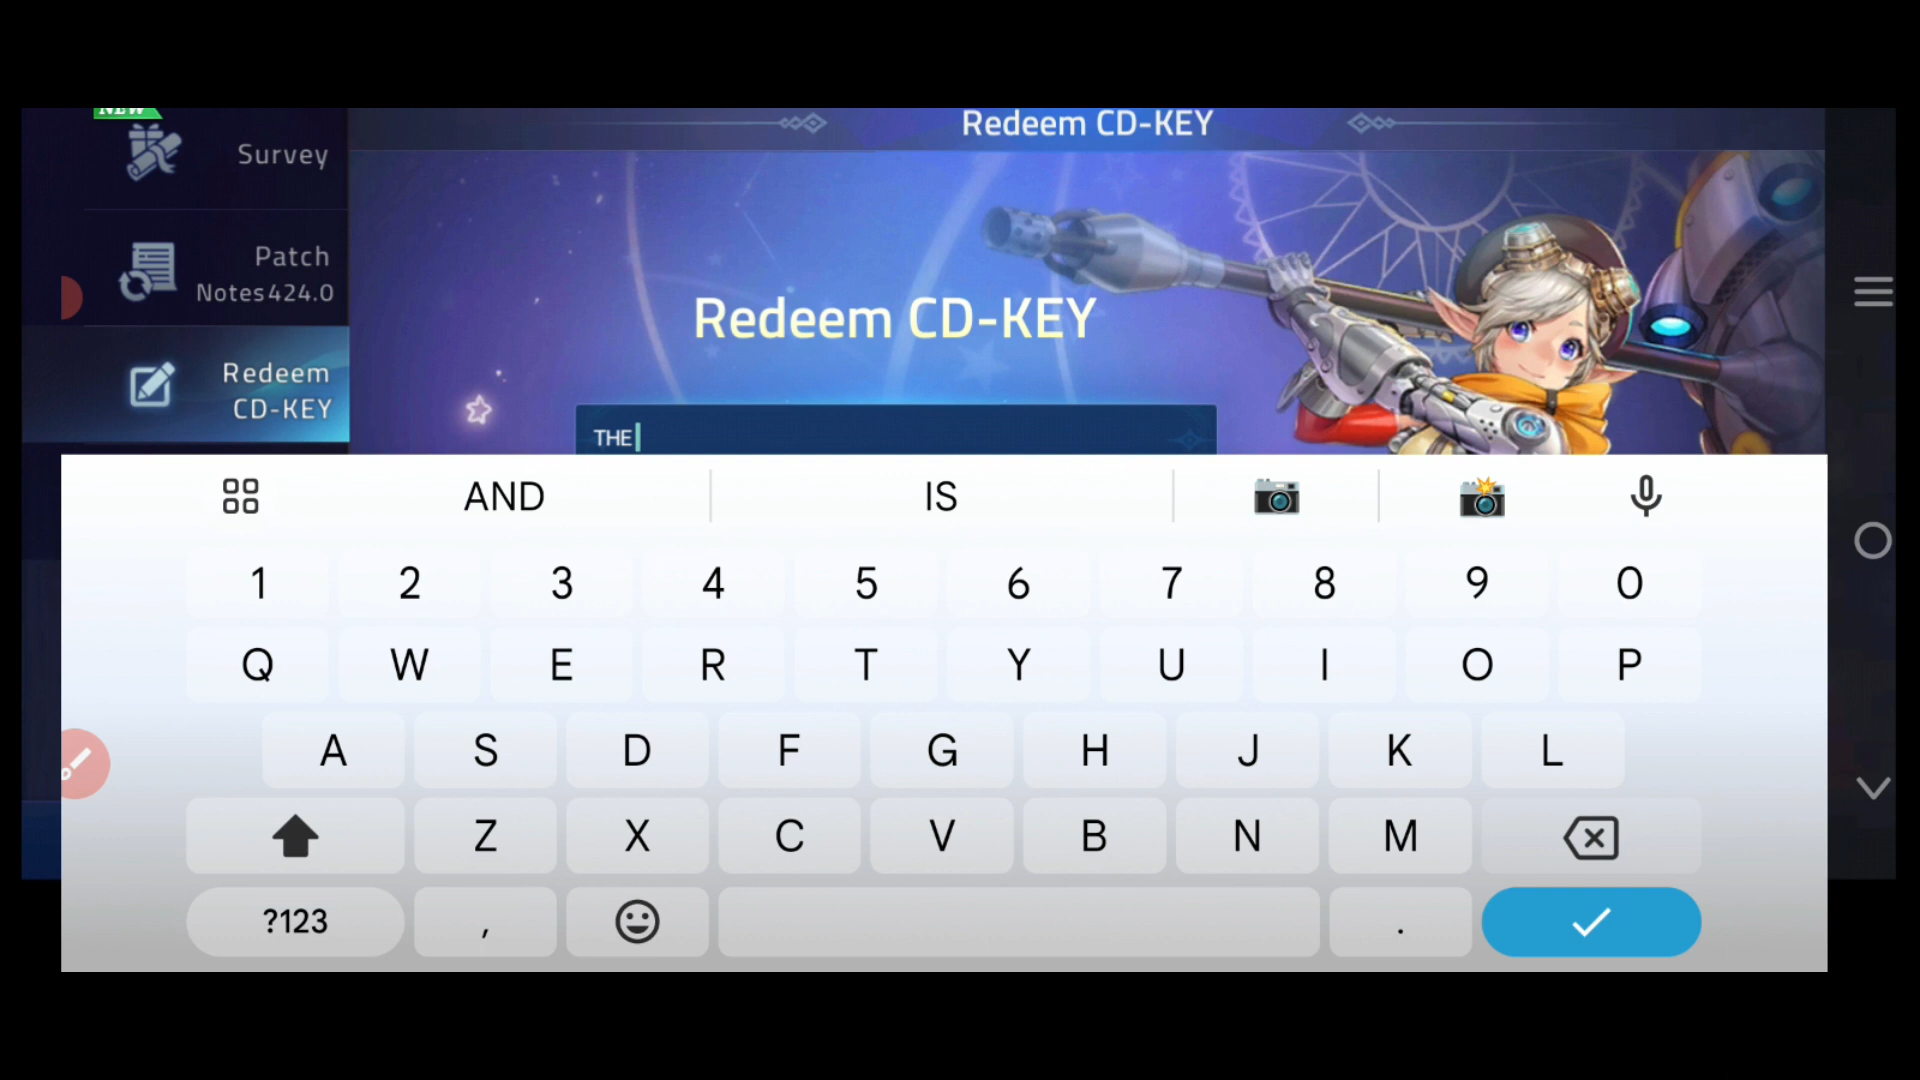 NEW
Redeem CD-KEY
Survey
Patch
Notes424.0
Redeem CD-KEY
Redeem
CD-KEY
THE
AND IS
1 2 3 4 5 6 7 8 9 0
Q W E R T Y U I O P
A S D F G H J K L
Z X C V B N M
?123 , .